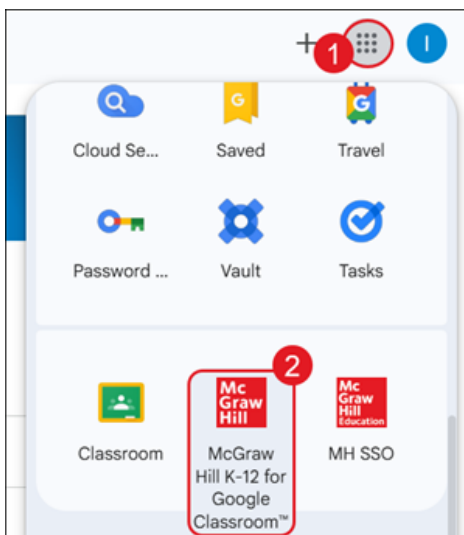 1
I
G
Cloud Se...
Saved
Travel
Password ...
Vault
Tasks
2
Mc
Graw
Hill
Mc
Graw
Hill
Education
Classroom
McGraw
Hill K-12 for
Google
Classroom™
MH SSO